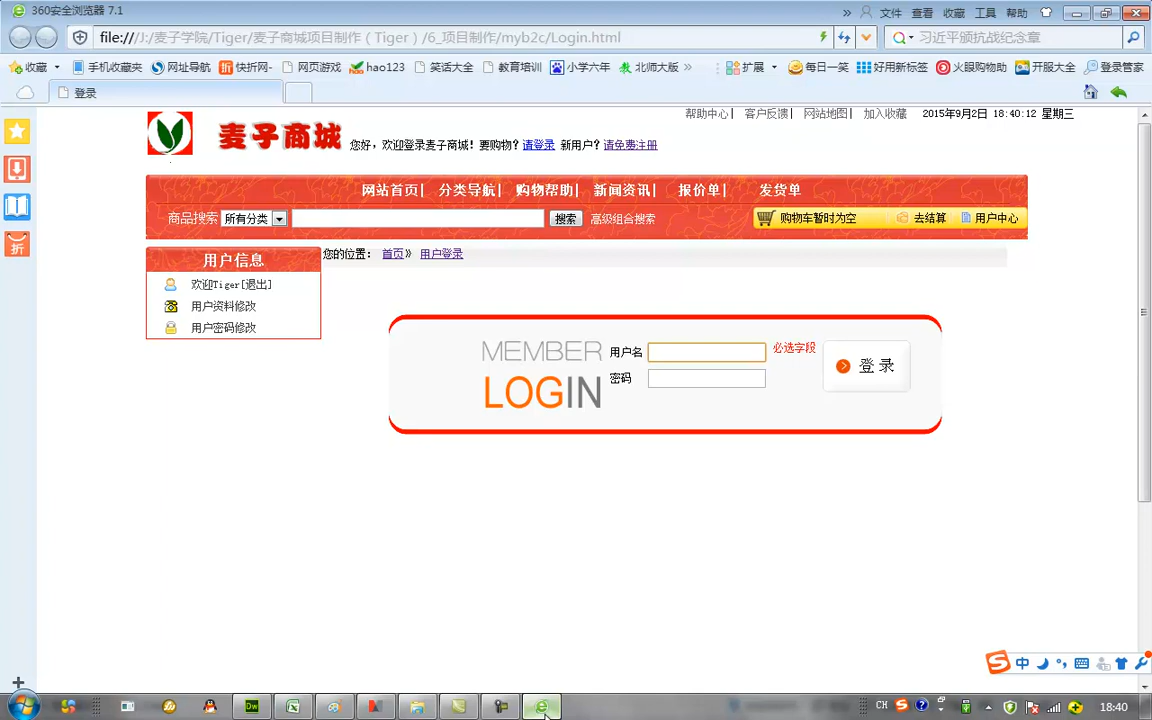 360安全浏览器 7.1
» 文件 查看 收藏 工具 帮助
file:///J:/麦子学院/Tiger/麦子商城项目制作（Tiger）/6_项目制作/myb2c/Login.html
习近平颁抗战纪念章
收藏 手机收藏夹 网址导航 快折网- 网页游戏 hao123 笑话大全 教育培训 小学六年 北师大版 » 扩展 每日一笑 好用新标签 火眼购物助 开服大全 登录管家
登录
帮助中心| 客户反馈| 网站地图| 加入收藏 2015年9月2日 18:40:12 星期三
麦子商城 您好，欢迎登录麦子商城！要购物？请登录 新用户？请免费注册
网站首页| 分类导航| 购物帮助| 新闻资讯| 报价单| 发货单
商品搜索 所有分类 搜索 高级组合搜索 购物车暂时为空 去结算 用户中心
用户信息 您的位置： 首页》 用户登录
欢迎Tiger[退出]
用户资料修改
用户密码修改
MEMBER 用户名 必选字段
LOGIN 密码
登 录
折
S 中
Dw
CH S 18:40